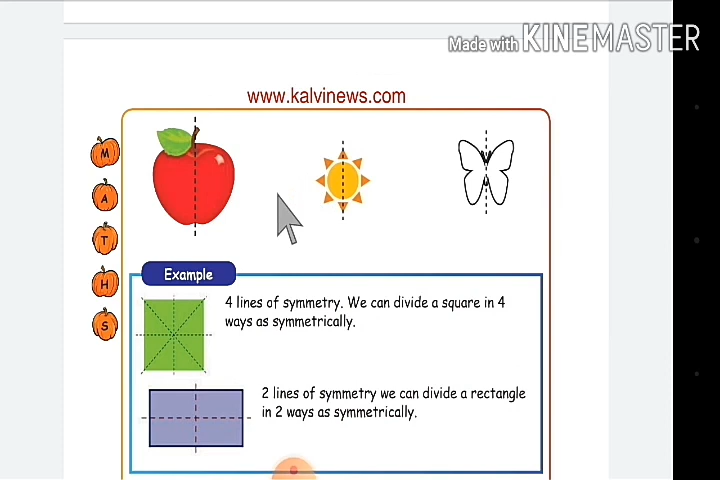 Made with KINEMASTER
www.kalvinews.com
M
A
T
H
S
Example
4 lines of symmetry. We can divide a square in 4
ways as symmetrically.
2 lines of symmetry we can divide a rectangle
in 2 ways as symmetrically.